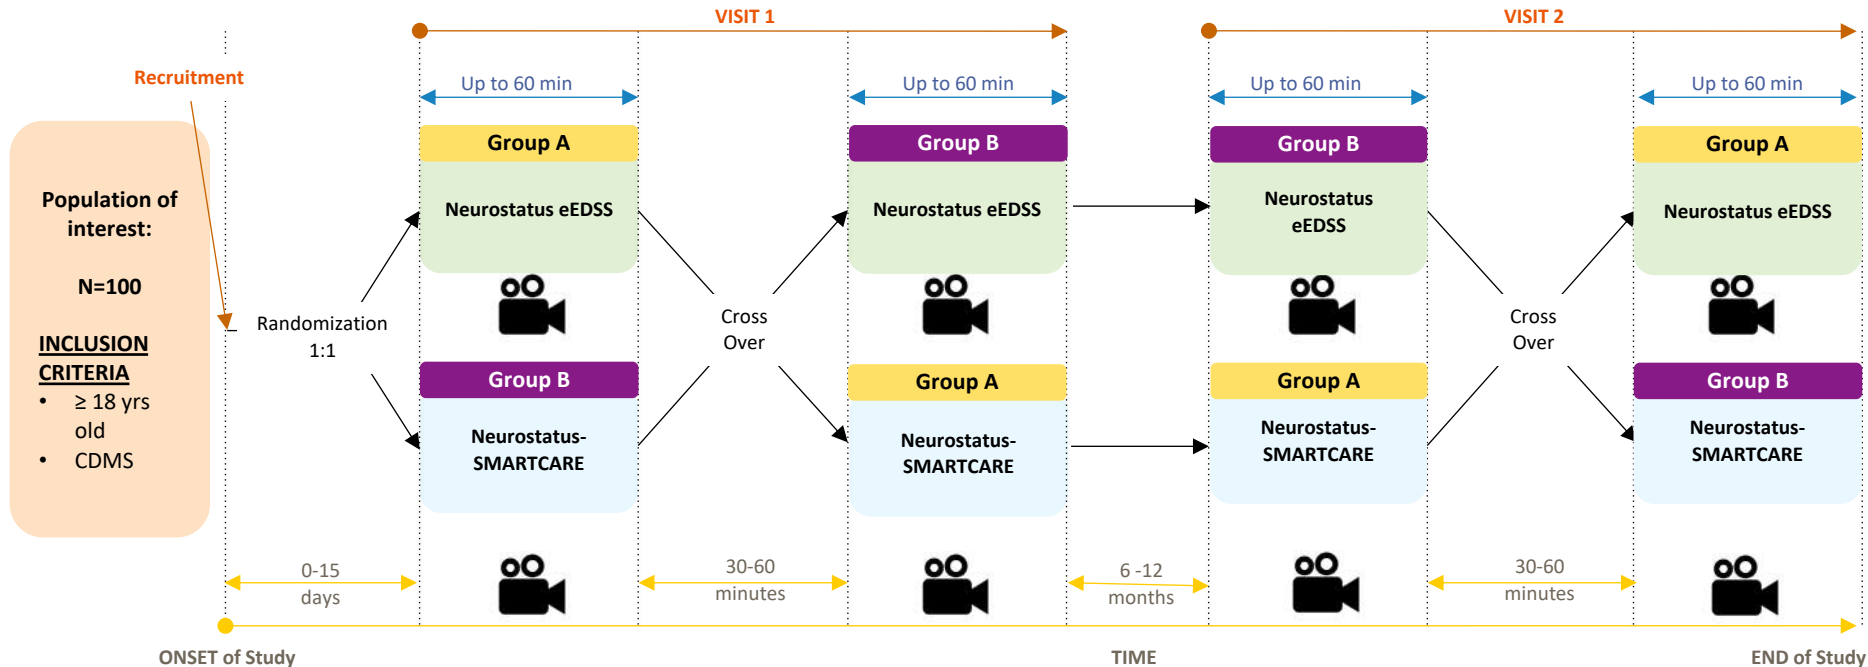 VISIT 1
VISIT 2
Recruitment
Up to 60 min
Up to 60 min
Up to 60 min
Up to 60 min
Population of
interest:
N=100
INCLUSION
CRITERIA
• ≥ 18 yrs
old
• CDMS
Randomization
1:1
Group A
Neurostatus eEDSS
Group B
Neurostatus-
SMARTCARE
Cross
Over
Group B
Neurostatus eEDSS
Group A
Neurostatus-
SMARTCARE
Group B
Neurostatus
eEDSS
Group A
Neurostatus-
SMARTCARE
Cross
Over
Group A
Neurostatus eEDSS
Group B
Neurostatus-
SMARTCARE
0-15
days
30-60
minutes
6 -12
months
30-60
minutes
ONSET of Study
TIME
END of Study